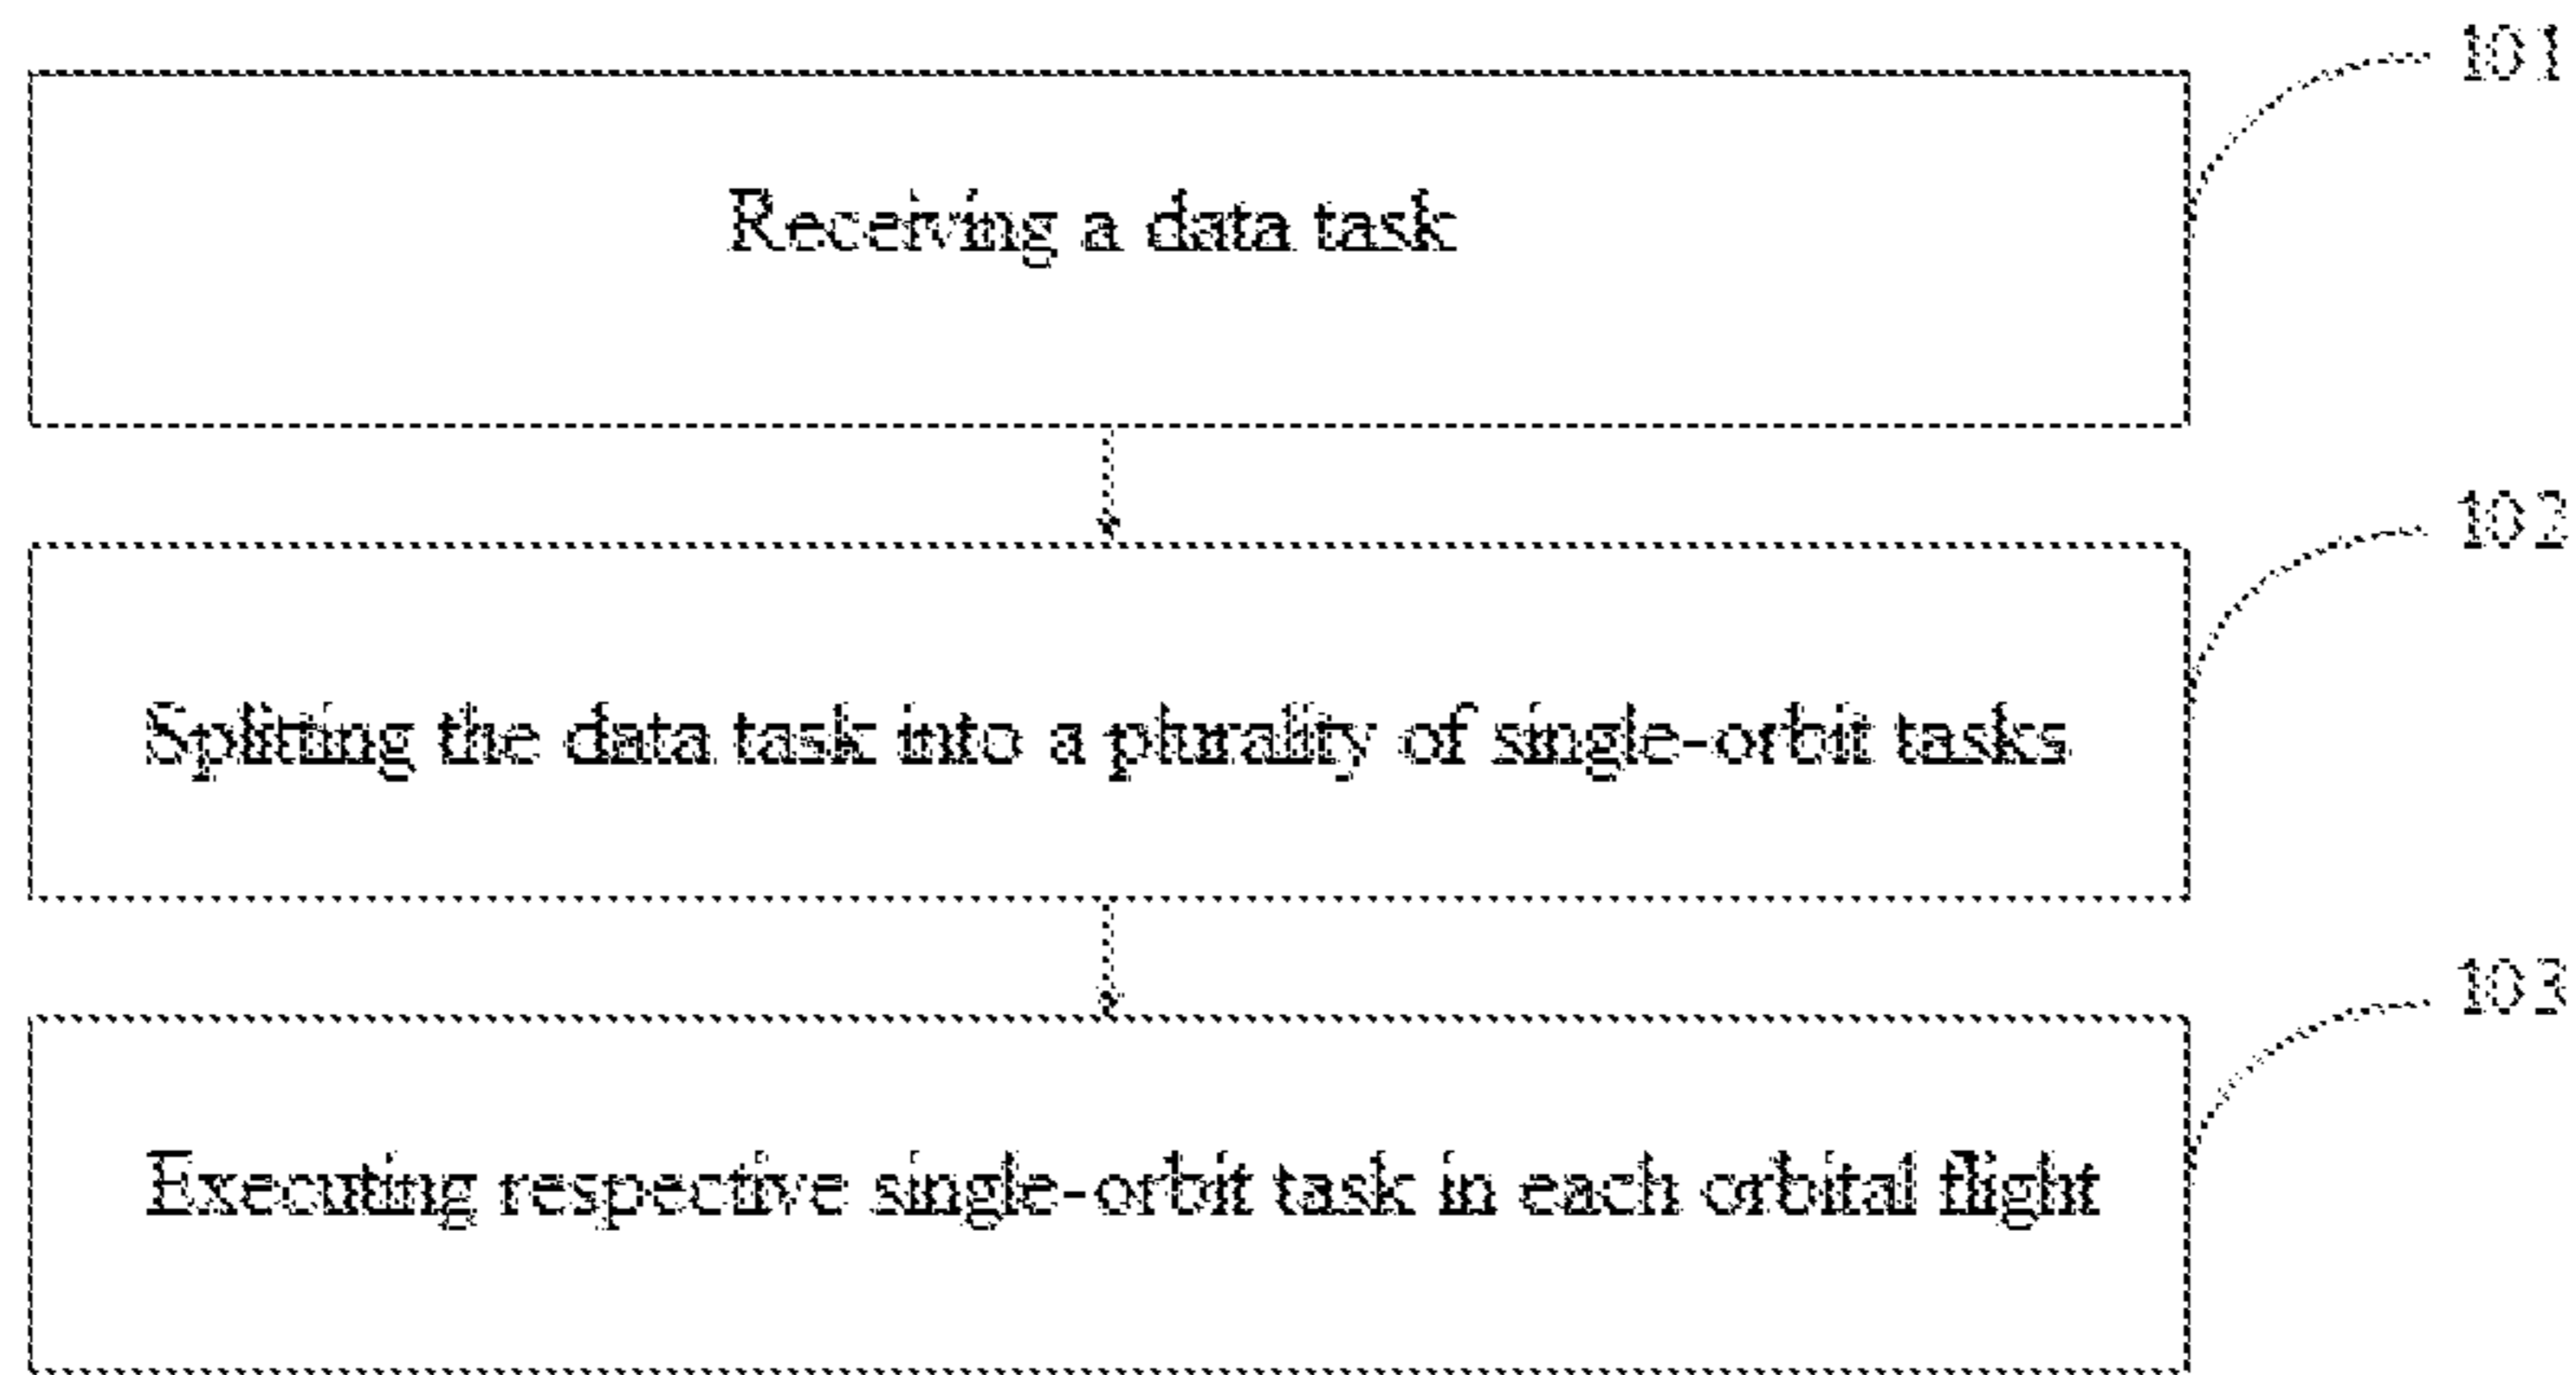 101
Receiving a data task
102
Splitting the data task into a plurality of single-orbit tasks
103
Executing respective single-orbit task in each orbital flight